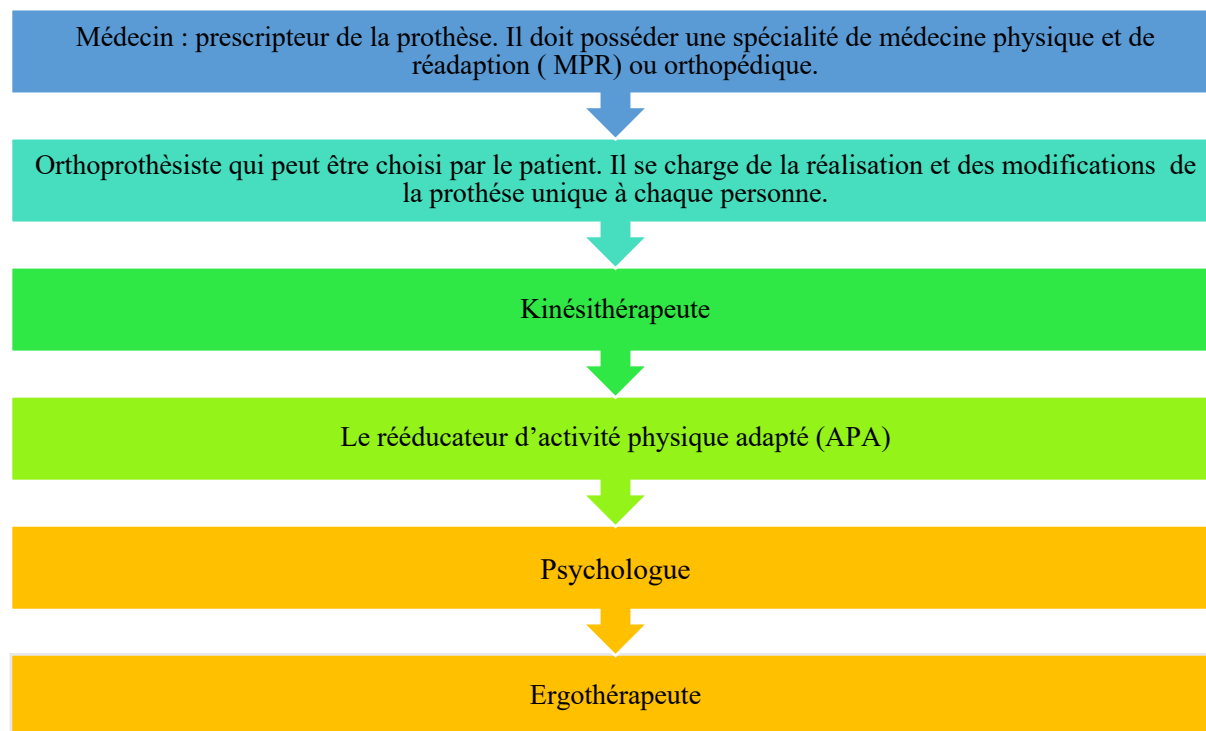 Médecin : prescripteur de la prothèse. Il doit posséder une spécialité de médecine physique et de
réadaption ( MPR) ou orthopédique.
Orthoprothèsiste qui peut être choisi par le patient. Il se charge de la réalisation et des modifications de
la prothése unique à chaque personne.
Kinésithérapeute
Le rééducateur d’activité physique adapté (APA)
Psychologue
Ergothérapeute